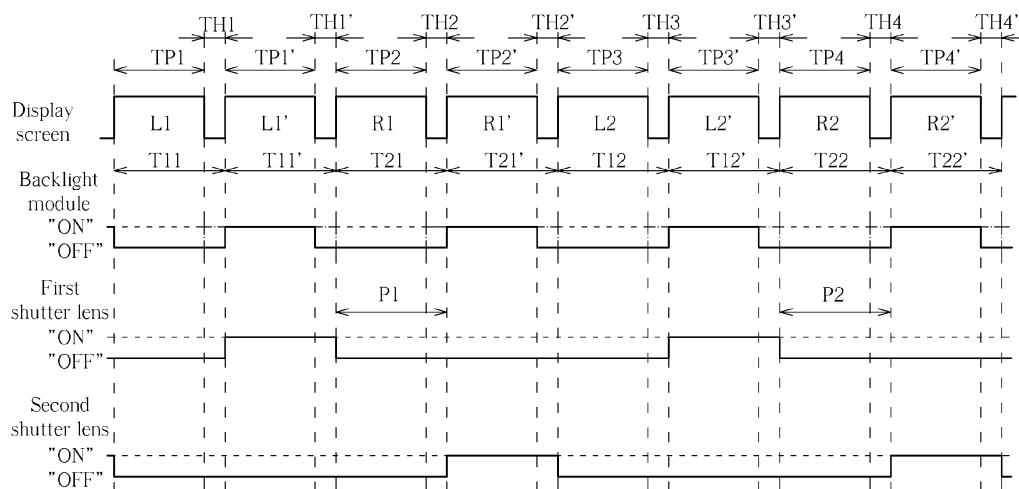 TH1 TH1’ TH2 TH2’ TH3 TH3’ TH4 TH4’
TP1 TP1’ TP2 TP2’ TP3 TP3’ TP4 TP4’
Display
screen
L1 L1’ R1 R1’ L2 L2’ R2 R2’
T11 T11’ T21 T21’ T12 T12’ T22 T22’
Backlight
module
”ON”
”OFF”
First
shutter lens
P1 P2
”ON”
”OFF”
Second
shutter lens
”ON”
”OFF”